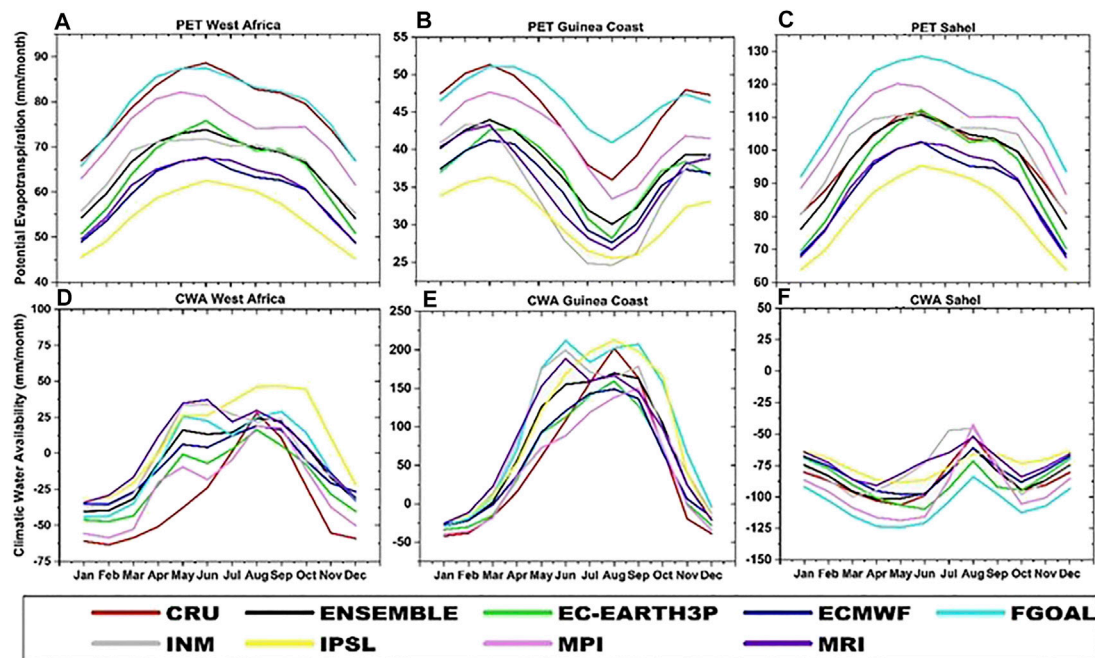 A
PET West Africa
B
PET Guinea Coast
C
PET Sahel
Potential Evapotranspiration (mm/month)
90
80
70
60
50
40
55
50
45
40
35
30
25
130
120
110
100
90
80
70
60
D
CWA West Africa
E
CWA Guinea Coast
F
CWA Sahel
Climatic Water Availability (mm/month)
100
75
50
25
0
-25
-50
-75
250
200
150
100
50
0
-50
50
25
0
-25
-50
-75
-100
-125
-150
Jan Feb Mar Apr May Jun Jul Aug Sep Oct Nov Dec
Jan Feb Mar Apr May Jun Jul Aug Sep Oct Nov Dec
Jan Feb Mar Apr May Jun Jul Aug Sep Oct Nov Dec
CRU ENSEMBLE EC-EARTH3P ECMWF FGOAL
INM IPSL MPI MRI